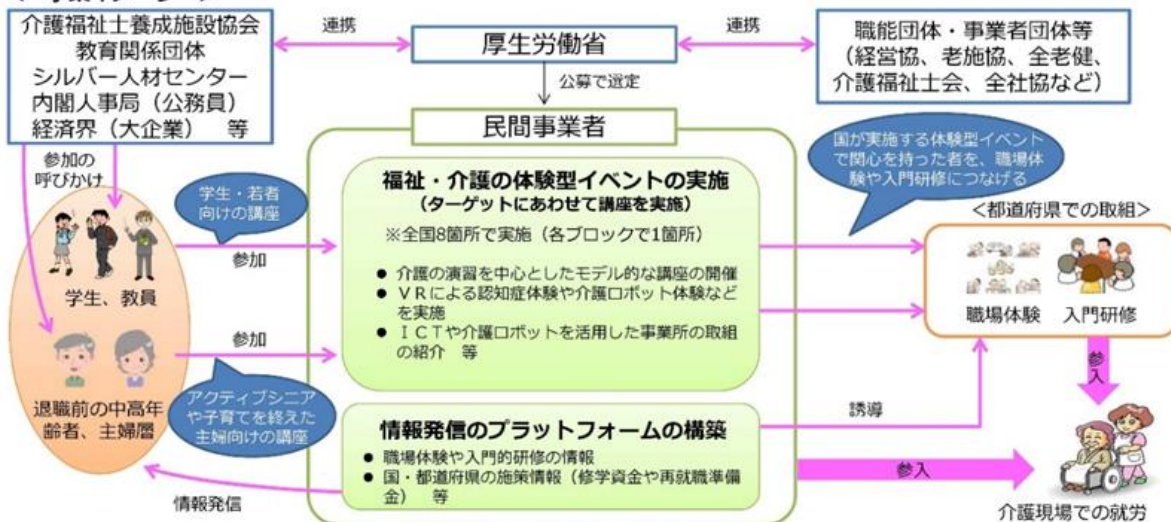 介護福祉士養成施設協会
教育関係団体
シルバー人材センター
内閣人事局（公務員）
経済界（大企業）　等
連携
厚生労働省
連携
職能団体・事業者団体等
（経営協、老施協、全老健、
介護福祉士会、全社協など）
公募で選定
民間事業者
参加の
呼びかけ
学生・若者
向けの講座
参加
学生、教員
参加
退職前の中高年
齢者、主婦層
アクティブシニア
や子育てを終えた
主婦向けの講座
情報発信
福祉・介護の体験型イベントの実施
（ターゲットにあわせて講座を実施）
※全国8箇所で実施（各ブロックで1箇所）
● 介護の演習を中心としたモデル的な講座の開催
● ＶＲによる認知症体験や介護ロボット体験などを
実施
● ＩＣＴや介護ロボットを活用した事業所の取組
の紹介　等
情報発信のプラットフォームの構築
● 職場体験や入門的研修の情報
● 国・都道府県の施策情報（修学資金や再就職準備
金）　等
国が実施する体験型イベント
で関心を持った者を、職場体
験や入門研修につなげる
＜都道府県での取組＞
職場体験
入門研修
参入
誘導
参入
介護現場での就労